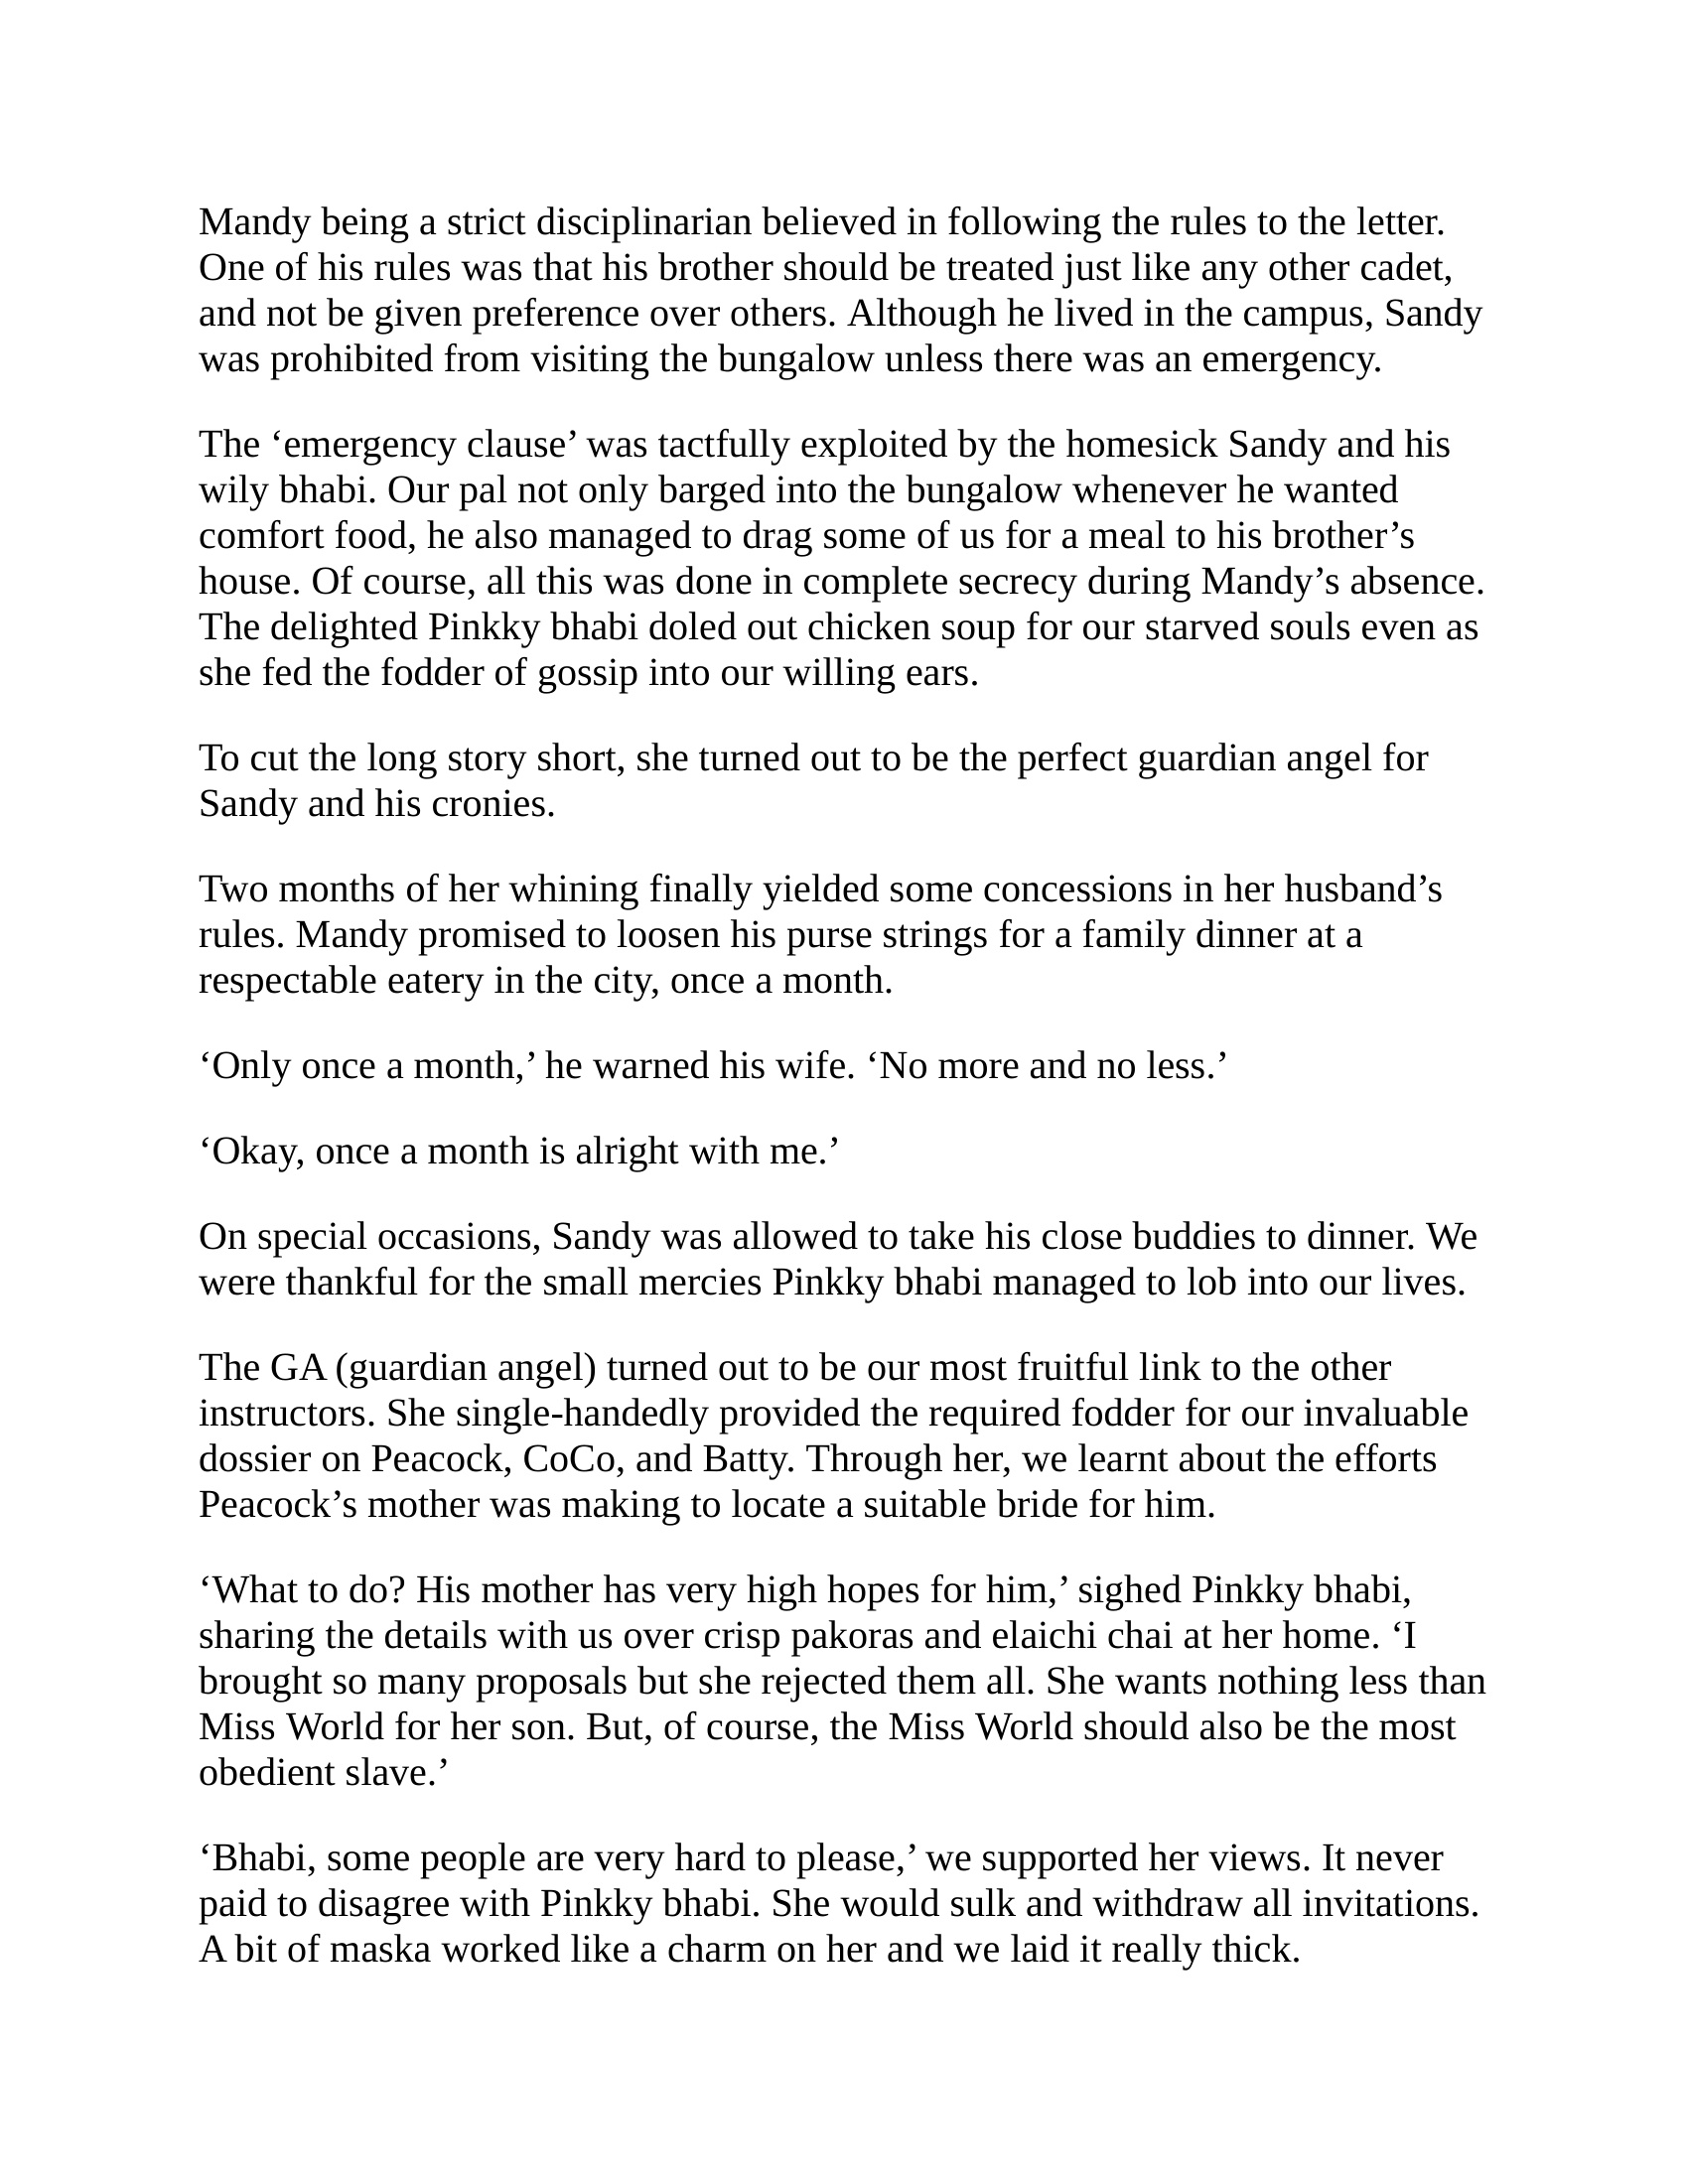 Mandy being a strict disciplinarian believed in following the rules to the letter.
One of his rules was that his brother should be treated just like any other cadet,
and not be given preference over others. Although he lived in the campus, Sandy
was prohibited from visiting the bungalow unless there was an emergency.
The ‘emergency clause’ was tactfully exploited by the homesick Sandy and his
wily bhabi. Our pal not only barged into the bungalow whenever he wanted
comfort food, he also managed to drag some of us for a meal to his brother’s
house. Of course, all this was done in complete secrecy during Mandy’s absence.
The delighted Pinkky bhabi doled out chicken soup for our starved souls even as
she fed the fodder of gossip into our willing ears.
To cut the long story short, she turned out to be the perfect guardian angel for
Sandy and his cronies.
Two months of her whining finally yielded some concessions in her husband’s
rules. Mandy promised to loosen his purse strings for a family dinner at a
respectable eatery in the city, once a month.
‘Only once a month,’ he warned his wife. ‘No more and no less.’
‘Okay, once a month is alright with me.’
On special occasions, Sandy was allowed to take his close buddies to dinner. We
were thankful for the small mercies Pinkky bhabi managed to lob into our lives.
The GA (guardian angel) turned out to be our most fruitful link to the other
instructors. She single-handedly provided the required fodder for our invaluable
dossier on Peacock, CoCo, and Batty. Through her, we learnt about the efforts
Peacock’s mother was making to locate a suitable bride for him.
‘What to do? His mother has very high hopes for him,’ sighed Pinkky bhabi,
sharing the details with us over crisp pakoras and elaichi chai at her home. ‘I
brought so many proposals but she rejected them all. She wants nothing less than
Miss World for her son. But, of course, the Miss World should also be the most
obedient slave.’
‘Bhabi, some people are very hard to please,’ we supported her views. It never
paid to disagree with Pinkky bhabi. She would sulk and withdraw all invitations.
A bit of maska worked like a charm on her and we laid it really thick.